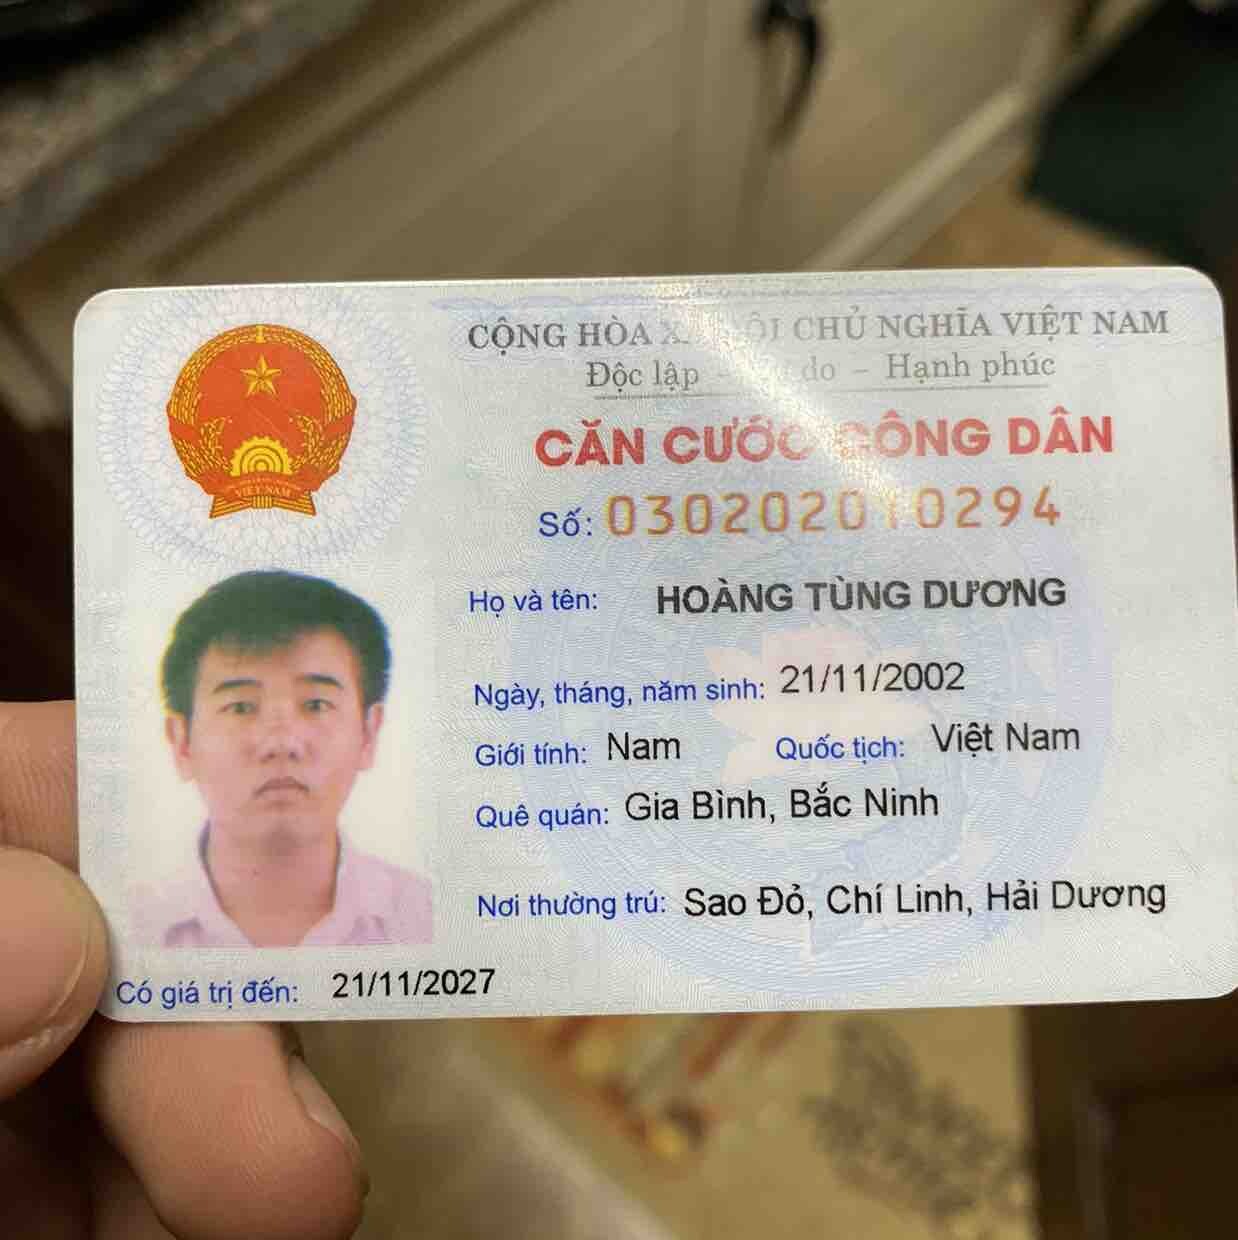 CỘNG HÒA CHỦ NGHĨA VIỆT NAM
Độc lập - do - Hạnh phúc
CĂN CƯỚC CÔNG DÂN
Số: 030202010294
VIỆT NAM
Họ và tên: HOÀNG TÙNG DƯƠNG
Ngày, tháng, năm sinh: 21/11/2002
Giới tính: Nam Quốc tịch: Việt Nam
Quê quán: Gia Bình, Bắc Ninh
Nơi thường trú: Sao Đỏ, Chí Linh, Hải Dương
Có giá trị đến: 21/11/2027